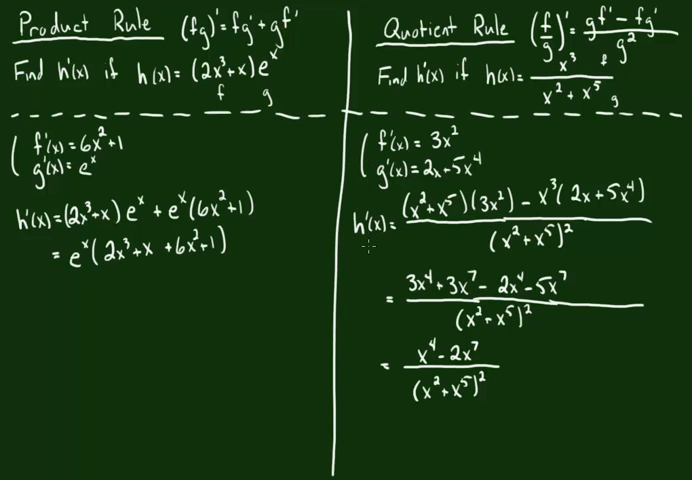 Product Rule (fg)' = fg' + gf'
Find h'(x) if h(x) = (2x³+x)eˣ
f g
f'(x) = 6x²+1
g'(x) = eˣ
h'(x) = (2x³+x)eˣ + eˣ(6x²+1)
= eˣ(2x³+x+6x²+1)
Quotient Rule (f/g)' = (gf' - fg')/g²
Find h'(x) if h(x) = x³/(x²+x⁵)
f
g
f'(x) = 3x²
g'(x) = 2x+5x⁴
h'(x) = ((x²+x⁵)(3x²) - x³(2x+5x⁴))/(x²+x⁵)²
= (3x⁴+3x⁷-2x⁴-5x⁷)/(x²+x⁵)²
= (x⁴-2x⁷)/(x²+x⁵)²